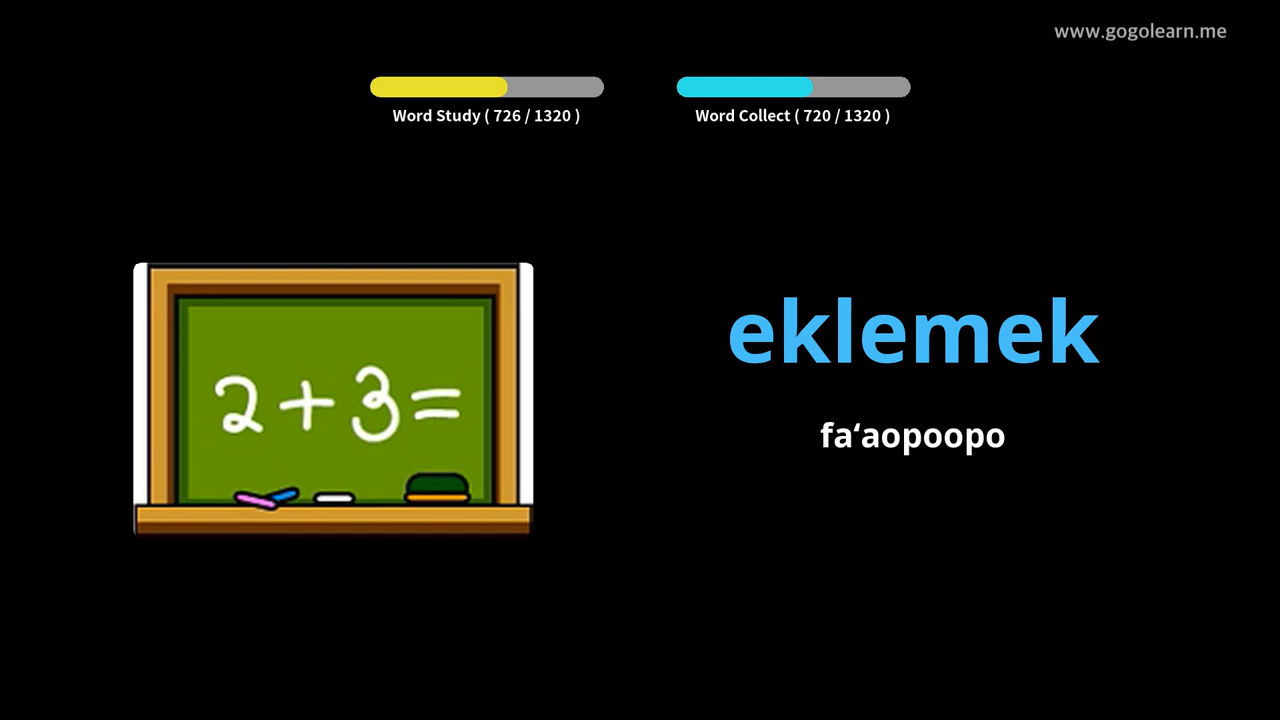 www.gogolearn.me
Word Study ( 726 / 1320 )
Word Collect ( 720 / 1320 )
2+3=
eklemek
fa‘aopoopo